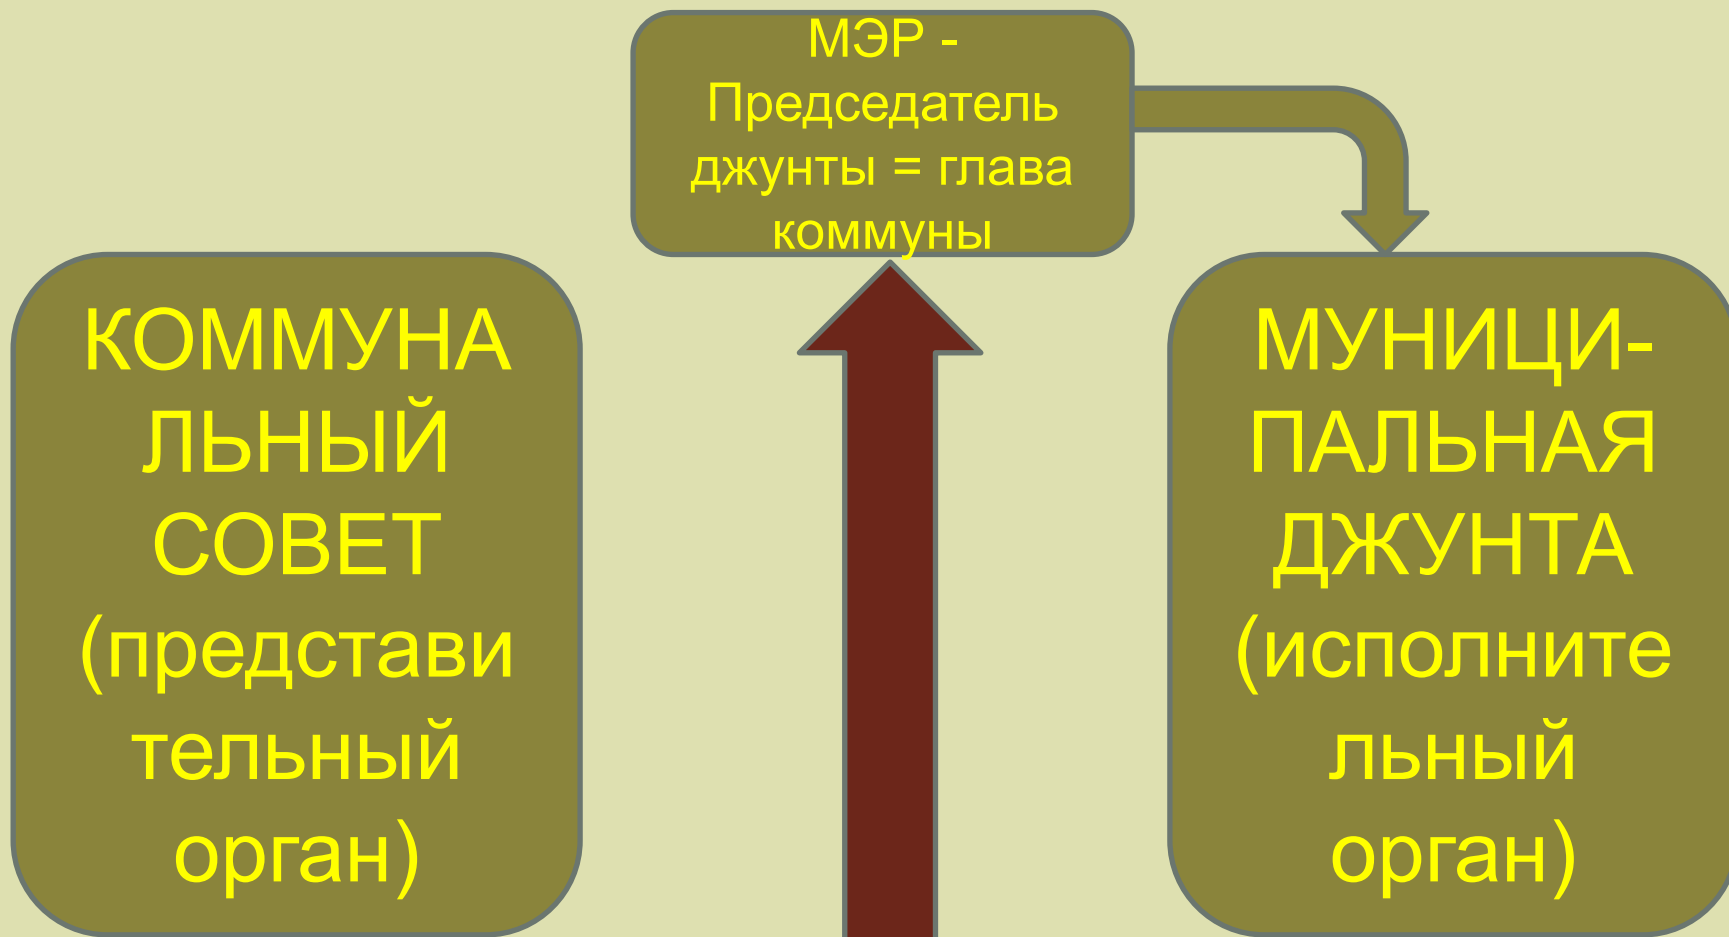 МЭР -
Председатель
джунты = глава
коммуны
КОММУНА
ЛЬНЫЙ
СОВЕТ
(представи
тельный
орган)
МУНИЦИ-
ПАЛЬНАЯ
ДЖУНТА
(исполните
льный
орган)